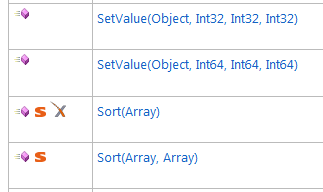 SetValue(Object, Int32, Int32, Int32)
SetValue(Object, Int64, Int64, Int64)
Sort(Array)
Sort(Array, Array)